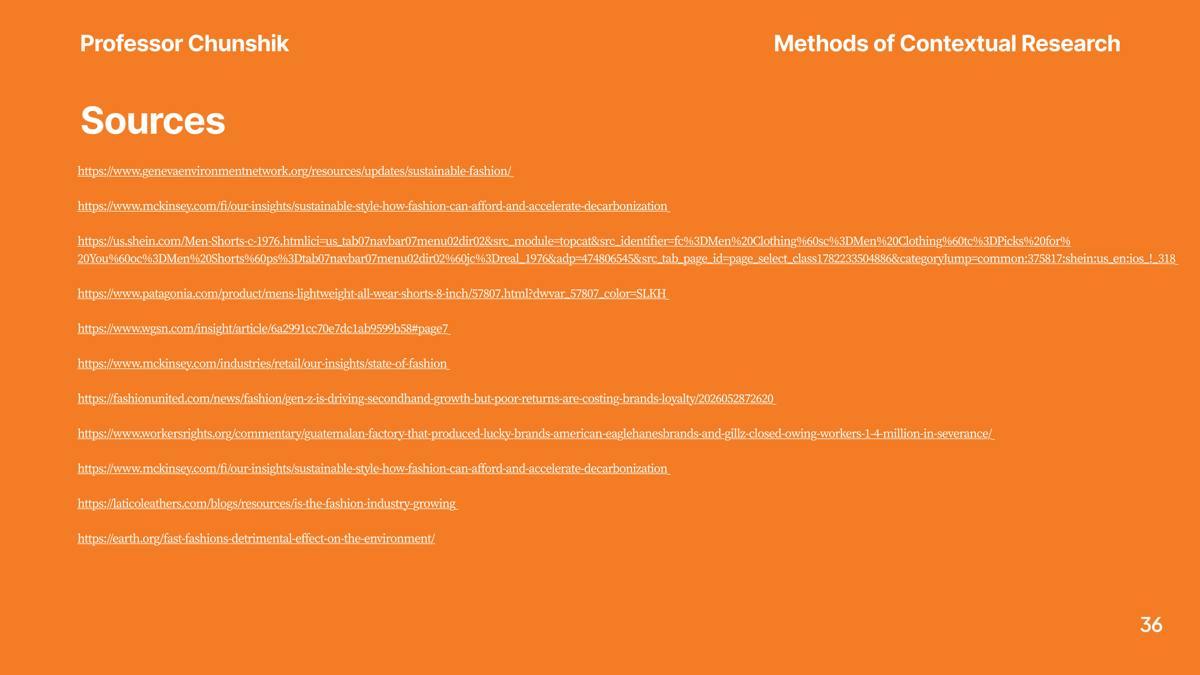 Professor Chunshik
Methods of Contextual Research
Sources
https://www.genevaenvironmentnetwork.org/resources/updates/sustainable-fashion/
https://www.mckinsey.com/fi/our-insights/sustainable-style-how-fashion-can-afford-and-accelerate-decarbonization
https://us.shein.com/Men-Shorts-c-1976.htmlici=us_tab07navbar07menu02dir02&src_module=topcat&src_identifier=fc%3DMen%20Clothing%60sc%3DMen%20Clothing%60tc%3DPicks%20for%
20You%60oc%3DMen%20Shorts%60ps%3Dtab07navbar07menu02dir02%60jc%3Dreal_1976&adp=474806545&src_tab_page_id=page_select_class1782233504886&categoryJump=common:375817:shein:us_en:ios_!_318
https://www.patagonia.com/product/mens-lightweight-all-wear-shorts-8-inch/57807.html?dwvar_57807_color=SLKH
https://www.wgsn.com/insight/article/6a2991cc70e7dc1ab9599b58#page7
https://www.mckinsey.com/industries/retail/our-insights/state-of-fashion
https://fashionunited.com/news/fashion/gen-z-is-driving-secondhand-growth-but-poor-returns-are-costing-brands-loyalty/2026052872620
https://www.workersrights.org/commentary/guatemalan-factory-that-produced-lucky-brands-american-eaglehanesbrands-and-gillz-closed-owing-workers-1-4-million-in-severance/
https://www.mckinsey.com/fi/our-insights/sustainable-style-how-fashion-can-afford-and-accelerate-decarbonization
https://laticoleathers.com/blogs/resources/is-the-fashion-industry-growing
https://earth.org/fast-fashions-detrimental-effect-on-the-environment/
36